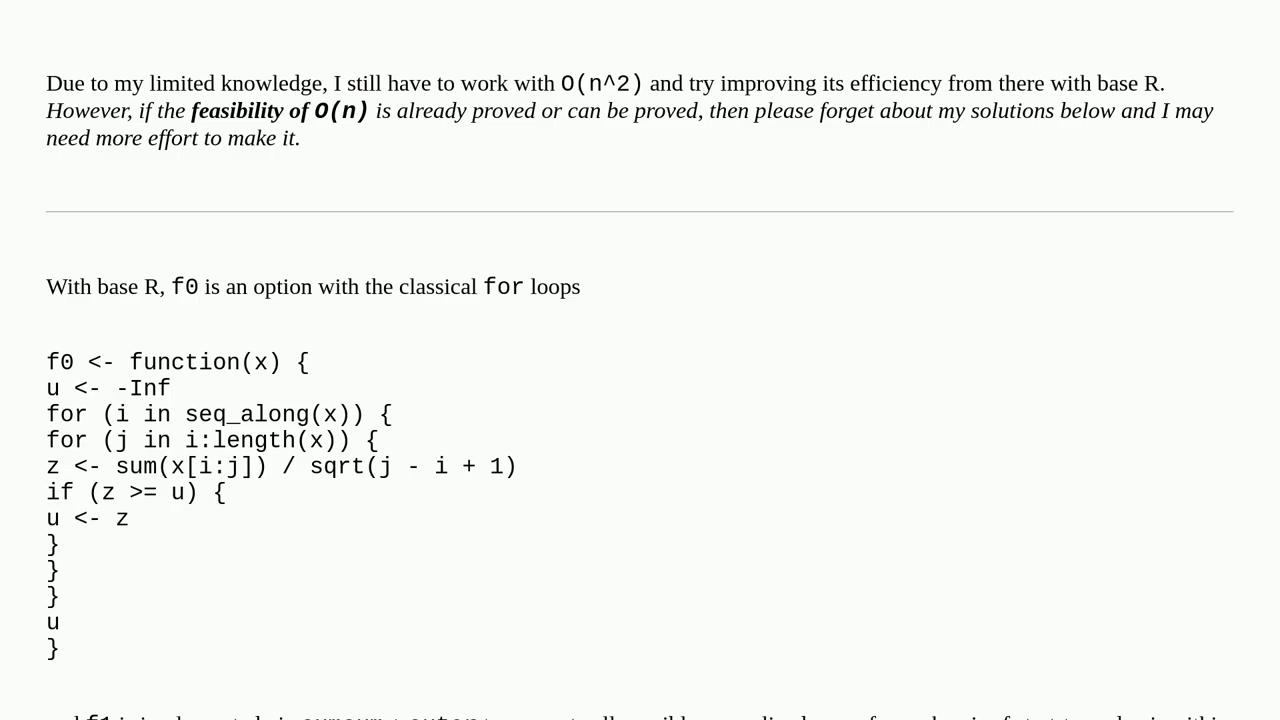 Due to my limited knowledge, I still have to work with O(n^2) and try improving its efficiency from there with base R.
However, if the feasibility of O(n) is already proved or can be proved, then please forget about my solutions below and I may
need more effort to make it.
With base R, f0 is an option with the classical for loops
f0 <- function(x) {
u <- -Inf
for (i in seq_along(x)) {
for (j in i:length(x)) {
z <- sum(x[i:j]) / sqrt(j - i + 1)
if (z >= u) {
u <- z
}
}
}
u
}